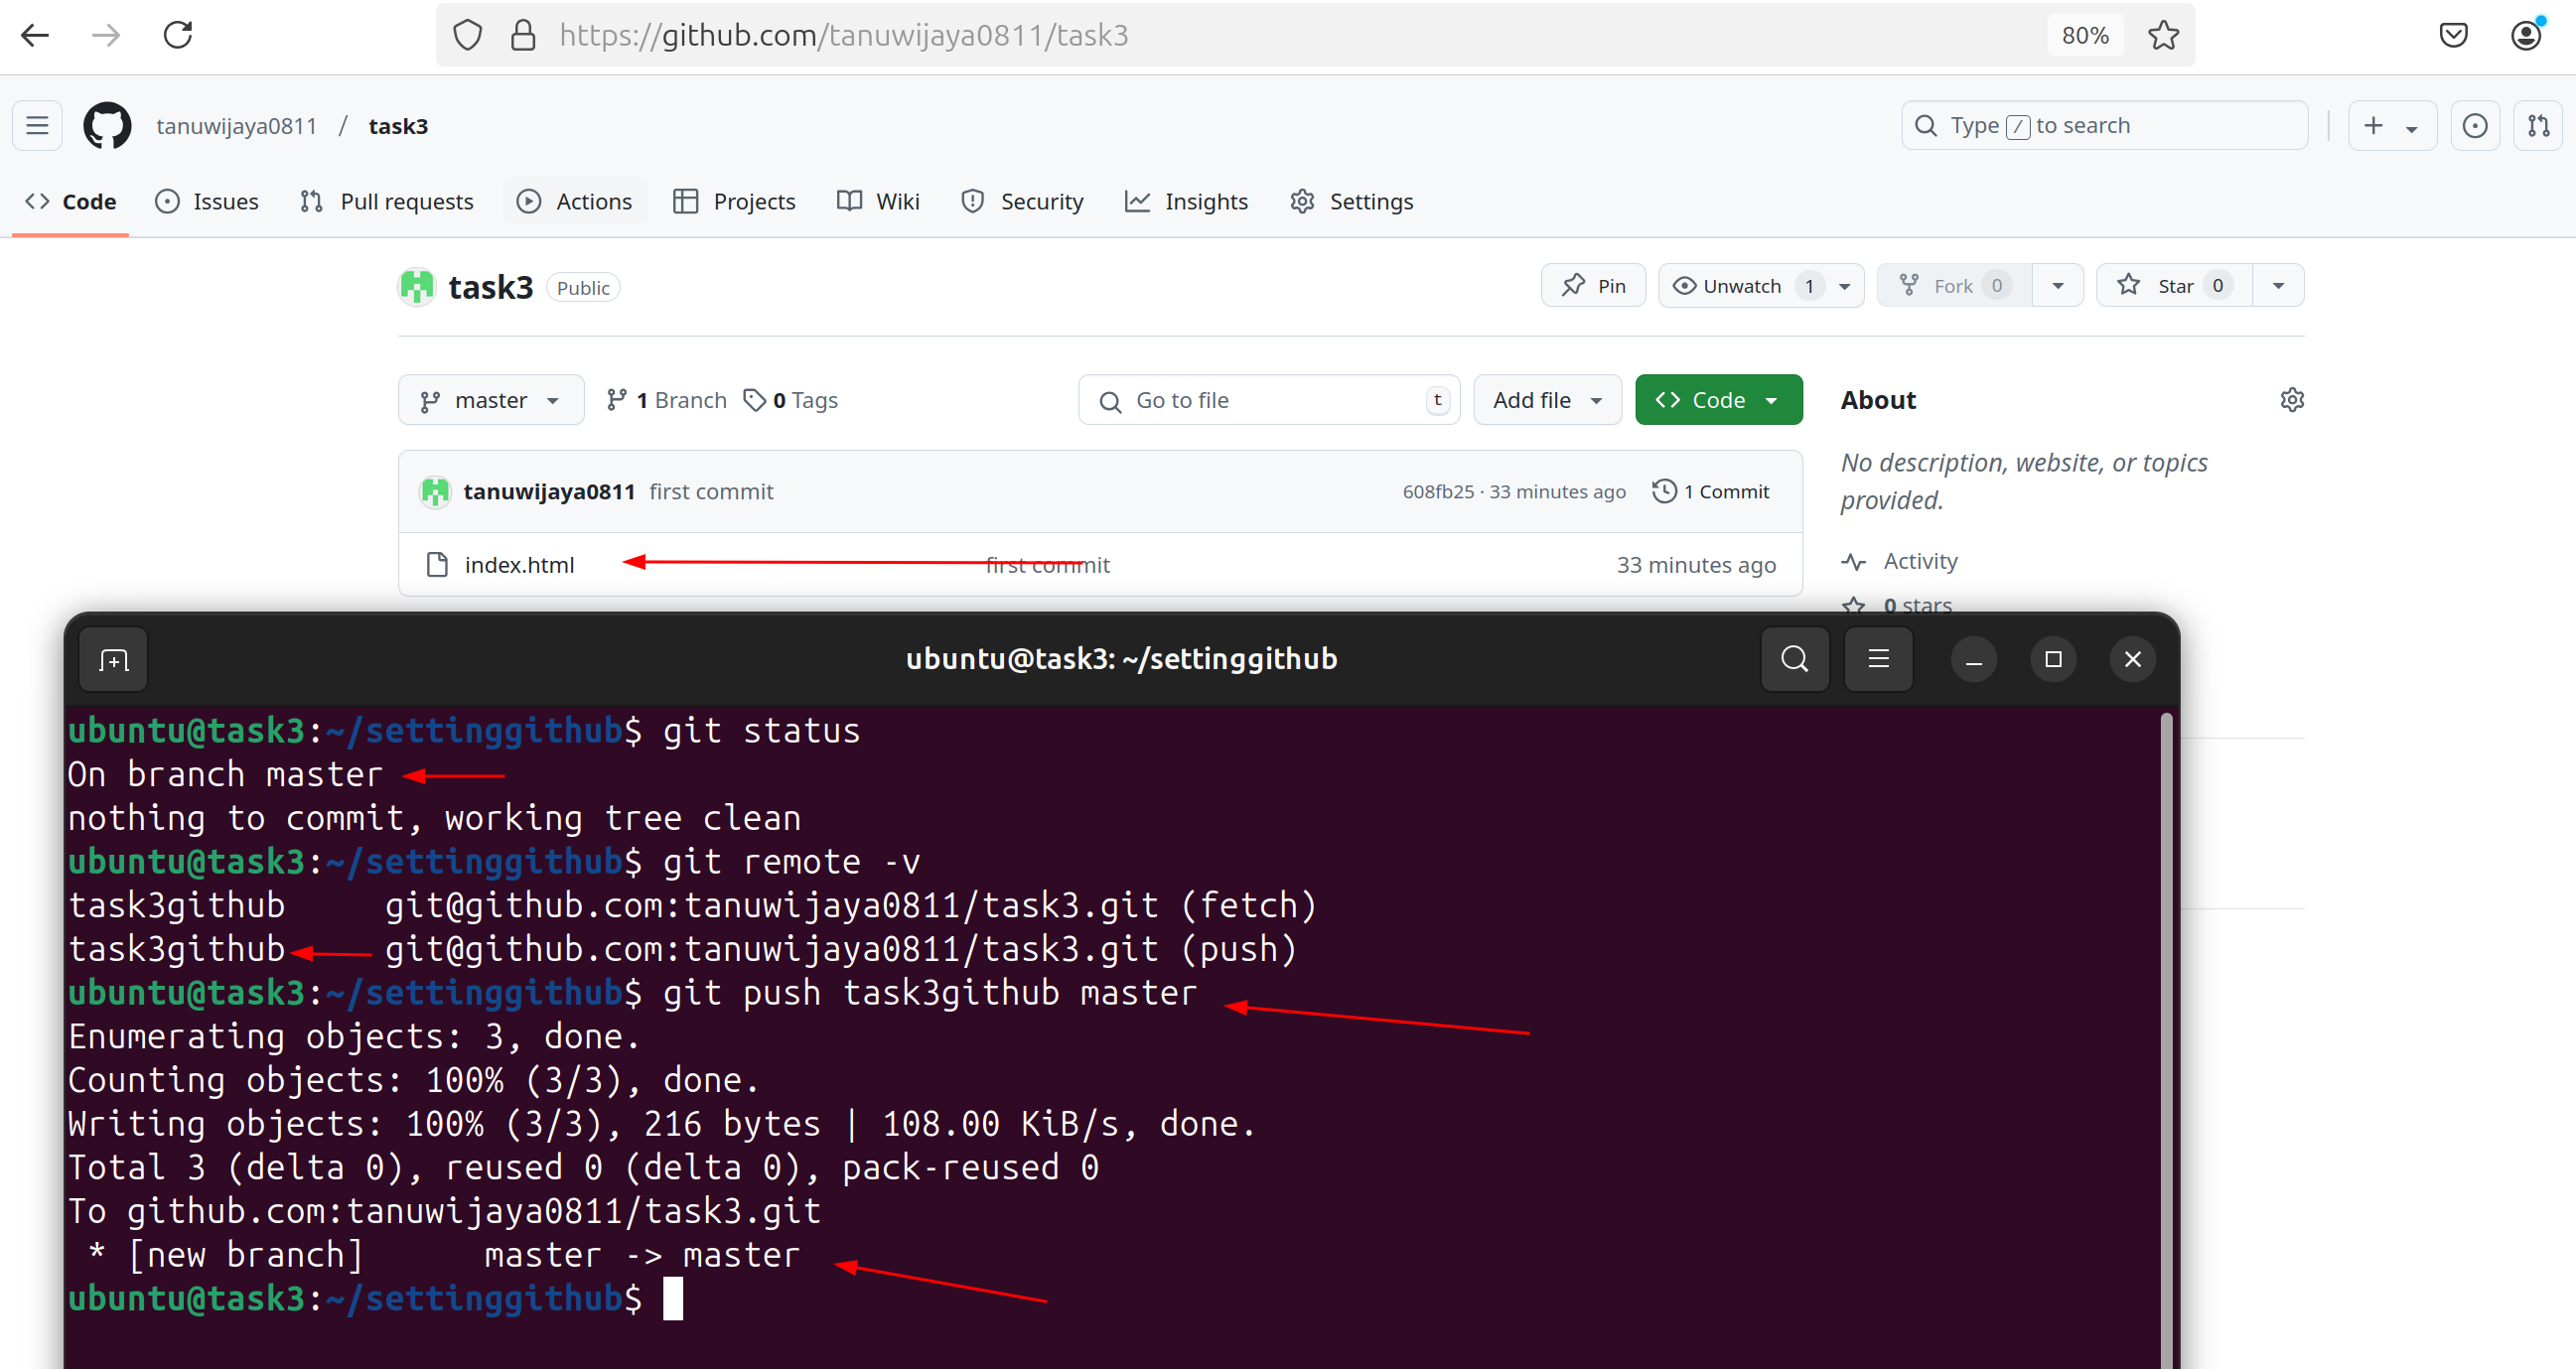 https://github.com/tanuwijaya0811/task3
80%
tanuwijaya0811 / task3
Type / to search
Code
Issues
Pull requests
Actions
Projects
Wiki
Security
Insights
Settings
task3 Public
Pin
Unwatch 1
Fork 0
Star 0
master
1 Branch
0 Tags
Go to file t
Add file
Code
About
No description, website, or topics
provided.
tanuwijaya0811 first commit 608fb25 · 33 minutes ago 1 Commit
index.html first commit 33 minutes ago
Activity
0 stars
ubuntu@task3: ~/settinggithub
ubuntu@task3:~/settinggithub$ git status
On branch master
nothing to commit, working tree clean
ubuntu@task3:~/settinggithub$ git remote -v
task3github git@github.com:tanuwijaya0811/task3.git (fetch)
task3github git@github.com:tanuwijaya0811/task3.git (push)
ubuntu@task3:~/settinggithub$ git push task3github master
Enumerating objects: 3, done.
Counting objects: 100% (3/3), done.
Writing objects: 100% (3/3), 216 bytes | 108.00 KiB/s, done.
Total 3 (delta 0), reused 0 (delta 0), pack-reused 0
To github.com:tanuwijaya0811/task3.git
 * [new branch] master -> master
ubuntu@task3:~/settinggithub$